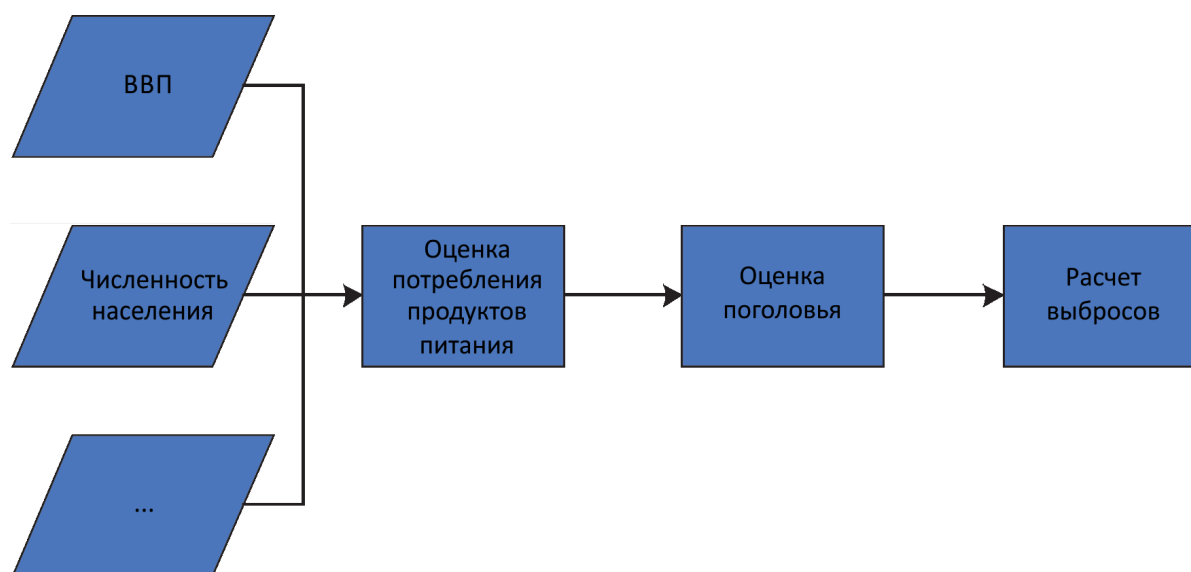 ВВП
Численность
населения
...
Оценка
потребления
продуктов
питания
Оценка
поголовья
Расчет
выбросов